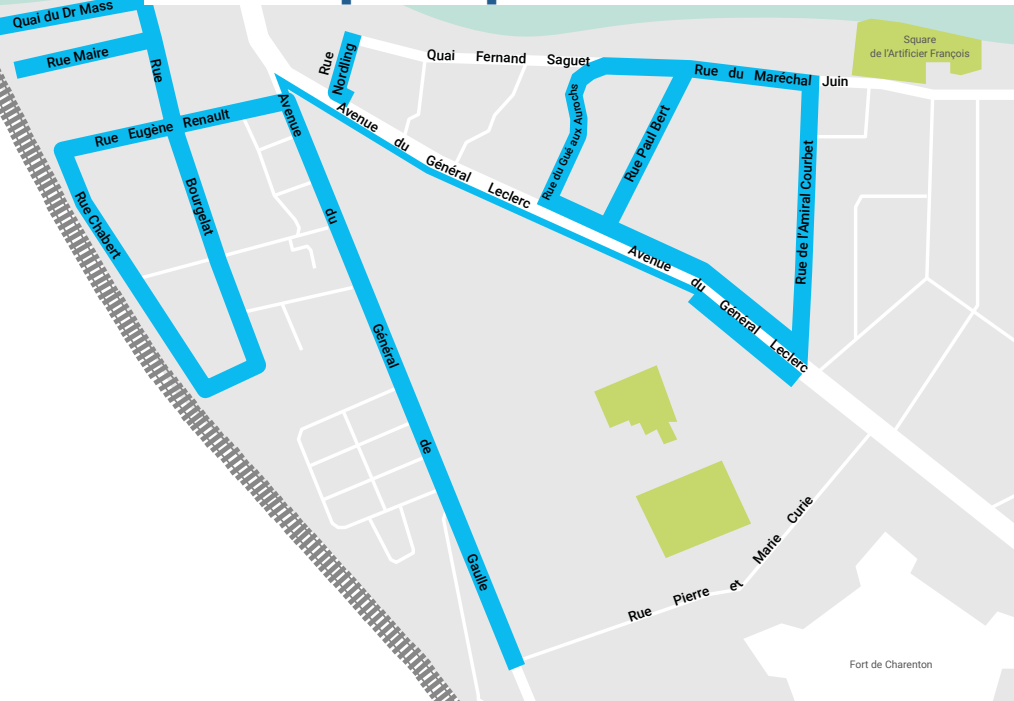 Quai du Dr Mass
Rue Maire
Rue
Bourgelat
Rue Eugène Renault
Rue Chabert
Rue
Nordling
Quai Fernand Saguet
Avenue du Général Leclerc
Avenue du Général de Gaulle
Rue du Gué aux Aurochs
Rue Paul Bert
Rue du Maréchal Juin
Square
de l'Artificier François
Rue de l'Amiral Courbet
Avenue du Général Leclerc
Rue Pierre et Marie Curie
Fort de Charenton